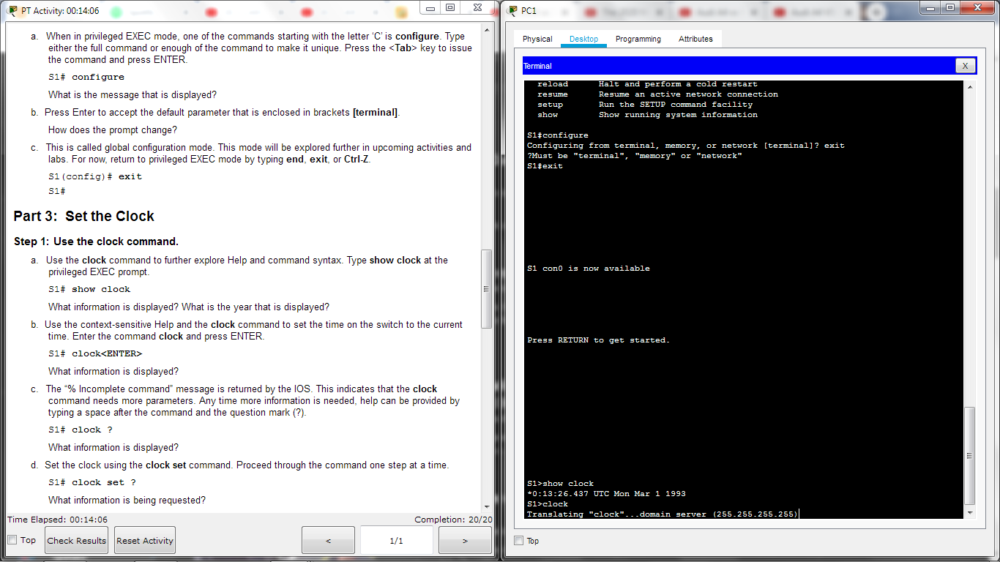 PT Activity: 00:14:06
a. When in privileged EXEC mode, one of the commands starting with the letter ‘C’ is configure. Type
either the full command or enough of the command to make it unique. Press the <Tab> key to issue
the command and press ENTER.
S1# configure
What is the message that is displayed?
b. Press Enter to accept the default parameter that is enclosed in brackets [terminal].
How does the prompt change?
c. This is called global configuration mode. This mode will be explored further in upcoming activities and
labs. For now, return to privileged EXEC mode by typing end, exit, or Ctrl-Z.
S1(config)# exit
S1#
Part 3: Set the Clock
Step 1: Use the clock command.
a. Use the clock command to further explore Help and command syntax. Type show clock at the
privileged EXEC prompt.
S1# show clock
What information is displayed? What is the year that is displayed?
b. Use the context-sensitive Help and the clock command to set the time on the switch to the current
time. Enter the command clock and press ENTER.
S1# clock<ENTER>
What information is displayed?
c. The “% Incomplete command” message is returned by the IOS. This indicates that the clock
command needs more parameters. Any time more information is needed, help can be provided by
typing a space after the command and the question mark (?).
S1# clock ?
What information is displayed?
d. Set the clock using the clock set command. Proceed through the command one step at a time.
S1# clock set ?
What information is being requested?
Time Elapsed: 00:14:06 Completion: 20/20
Top Check Results Reset Activity < 1/1 >
PC1
Physical Desktop Programming Attributes
Terminal X
reload Halt and perform a cold restart
resume Resume an active network connection
setup Run the SETUP command facility
show Show running system information
S1#configure
Configuring from terminal, memory, or network [terminal]? exit
?Must be "terminal", "memory" or "network"
S1#exit
S1 con0 is now available
Press RETURN to get started.
S1>show clock
*0:13:26.437 UTC Mon Mar 1 1993
S1>clock
Translating "clock"...domain server (255.255.255.255)
Top